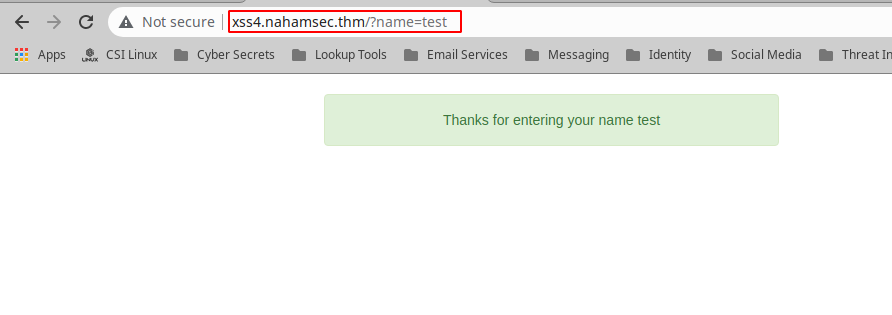 Not secure | xss4.nahamsec.thm/?name=test
Apps CSI Linux Cyber Secrets Lookup Tools Email Services Messaging Identity Social Media Threat In
Thanks for entering your name test